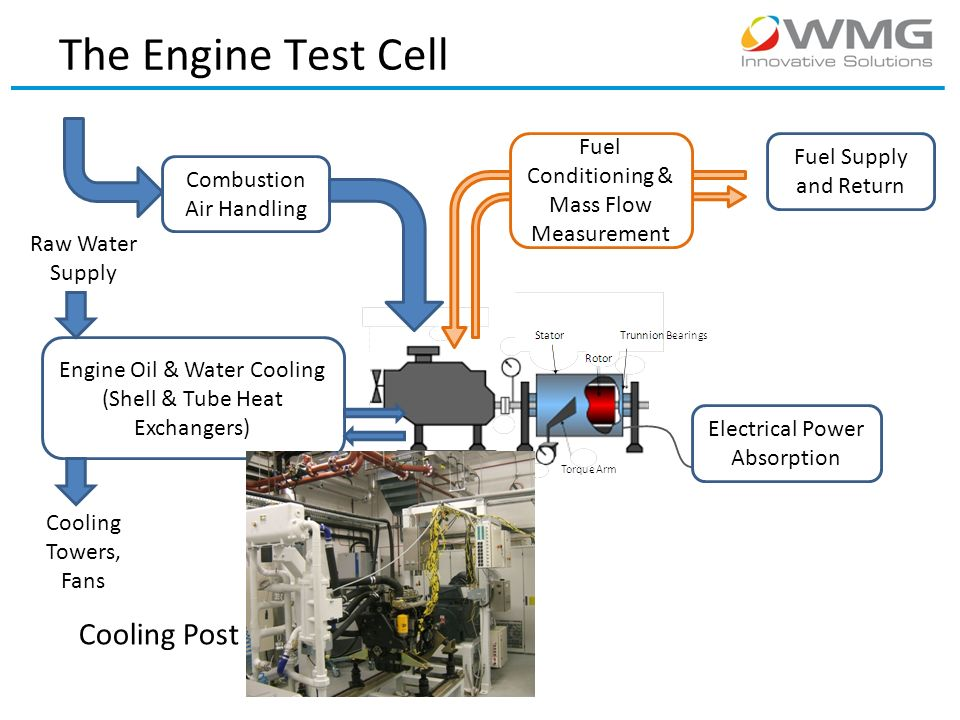 The Engine Test Cell
WMG
Innovative Solutions
Combustion
Air Handling
Fuel
Conditioning &
Mass Flow
Measurement
Fuel Supply
and Return
Raw Water
Supply
Engine Oil & Water Cooling
(Shell & Tube Heat
Exchangers)
Stator
Trunnion Bearings
Rotor
Torque Arm
Electrical Power
Absorption
Cooling
Towers,
Fans
Cooling Post